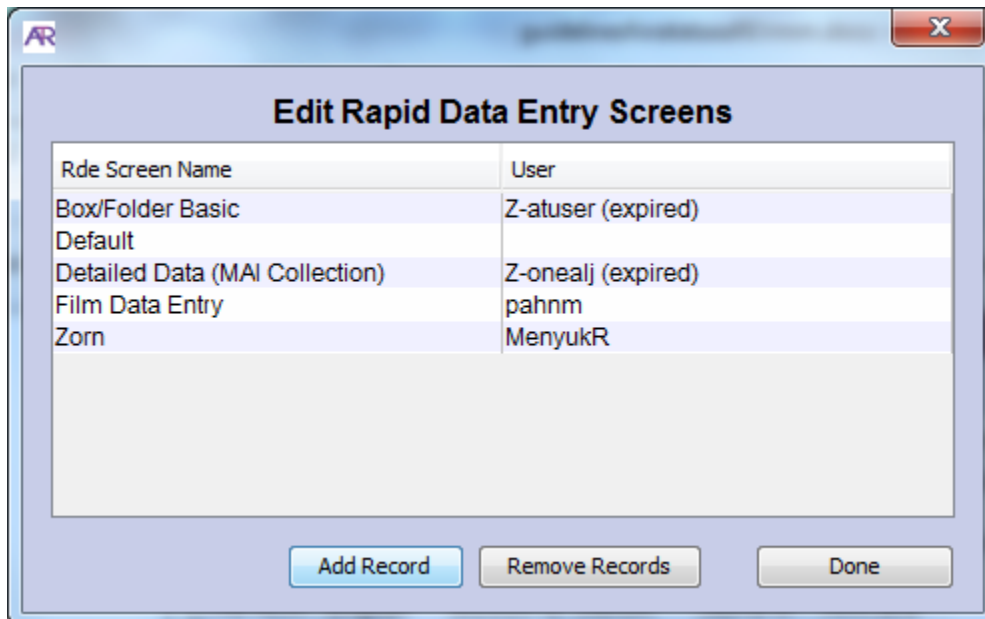 AR
Edit Rapid Data Entry Screens
Rde Screen Name User
Box/Folder Basic Z-atuser (expired)
Default
Detailed Data (MAI Collection) Z-onealj (expired)
Film Data Entry pahnm
Zorn MenyukR
Add Record Remove Records Done